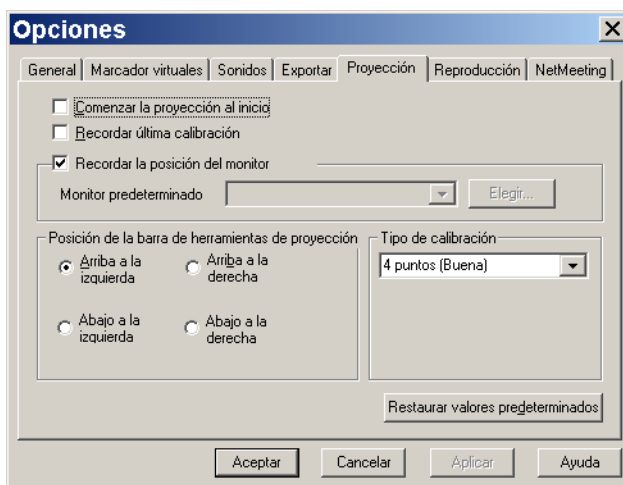 Opciones
General Marcador virtuales Sonidos Exportar Proyección Reproducción NetMeeting
Comenzar la proyección al inicio
Recordar última calibración
Recordar la posición del monitor
Monitor predeterminado Elegir...
Posición de la barra de herramientas de proyección
Arriba a la izquierda
Arriba a la derecha
Abajo a la izquierda
Abajo a la derecha
Tipo de calibración
4 puntos (Buena)
Restaurar valores predeterminados
Aceptar Cancelar Aplicar Ayuda